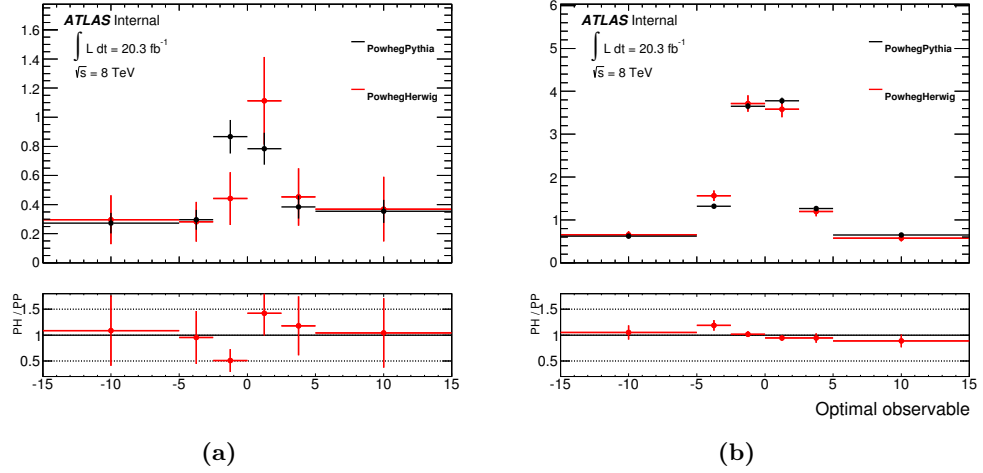 ATLAS Internal
∫ L dt = 20.3 fb⁻¹
√s = 8 TeV
PowhegPythia
PowhegHerwig
1.6
1.4
1.2
1
0.8
0.6
0.4
0.2
0
PH / PP
1.5
1
0.5
-15 -10 -5 0 5 10 15
(a)
ATLAS Internal
∫ L dt = 20.3 fb⁻¹
√s = 8 TeV
PowhegPythia
PowhegHerwig
6
5
4
3
2
1
0
PH / PP
1.5
1
0.5
-15 -10 -5 0 5 10 15
Optimal observable
(b)